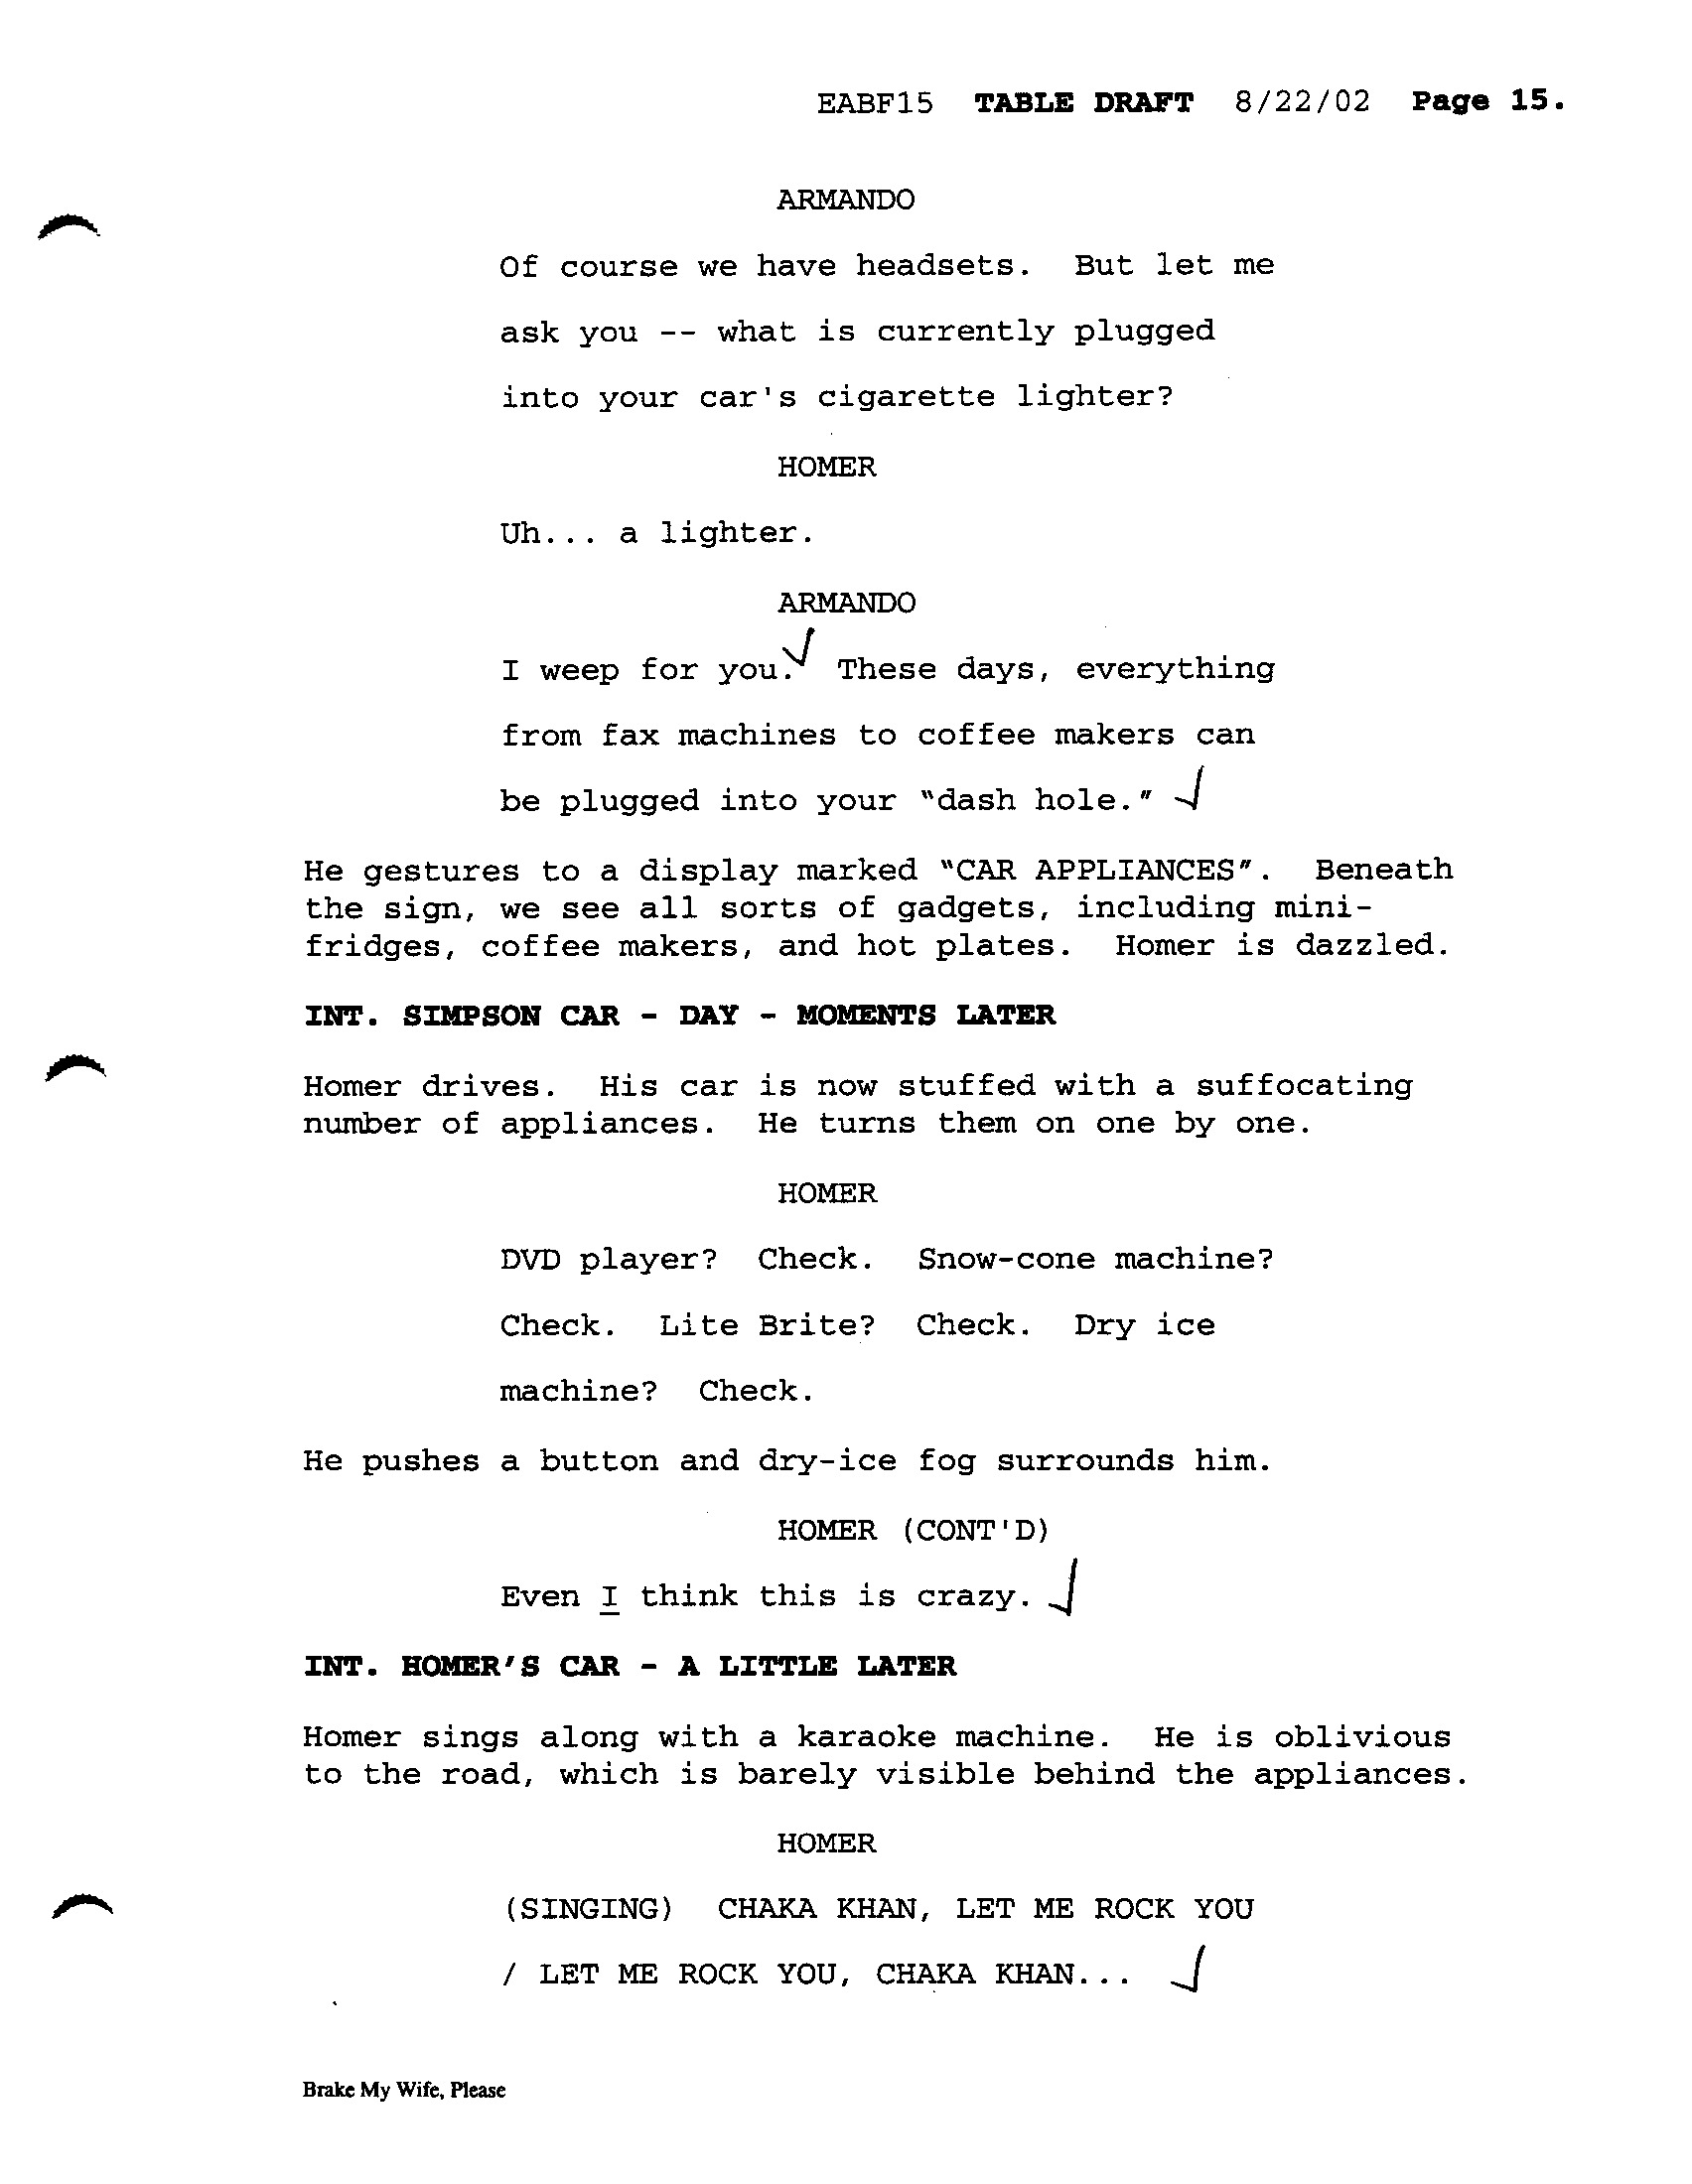 EABF15 TABLE DRAFT 8/22/02 Page 15.
ARMANDO
Of course we have headsets. But let me
ask you -- what is currently plugged
into your car's cigarette lighter?
HOMER
Uh... a lighter.
ARMANDO
I weep for you. These days, everything
from fax machines to coffee makers can
be plugged into your "dash hole."
He gestures to a display marked "CAR APPLIANCES". Beneath
the sign, we see all sorts of gadgets, including mini-
fridges, coffee makers, and hot plates. Homer is dazzled.
INT. SIMPSON CAR - DAY - MOMENTS LATER
Homer drives. His car is now stuffed with a suffocating
number of appliances. He turns them on one by one.
HOMER
DVD player? Check. Snow-cone machine?
Check. Lite Brite? Check. Dry ice
machine? Check.
He pushes a button and dry-ice fog surrounds him.
HOMER (CONT'D)
Even I think this is crazy.
INT. HOMER'S CAR - A LITTLE LATER
Homer sings along with a karaoke machine. He is oblivious
to the road, which is barely visible behind the appliances.
HOMER
(SINGING) CHAKA KHAN, LET ME ROCK YOU
/ LET ME ROCK YOU, CHAKA KHAN...
Brake My Wife, Please